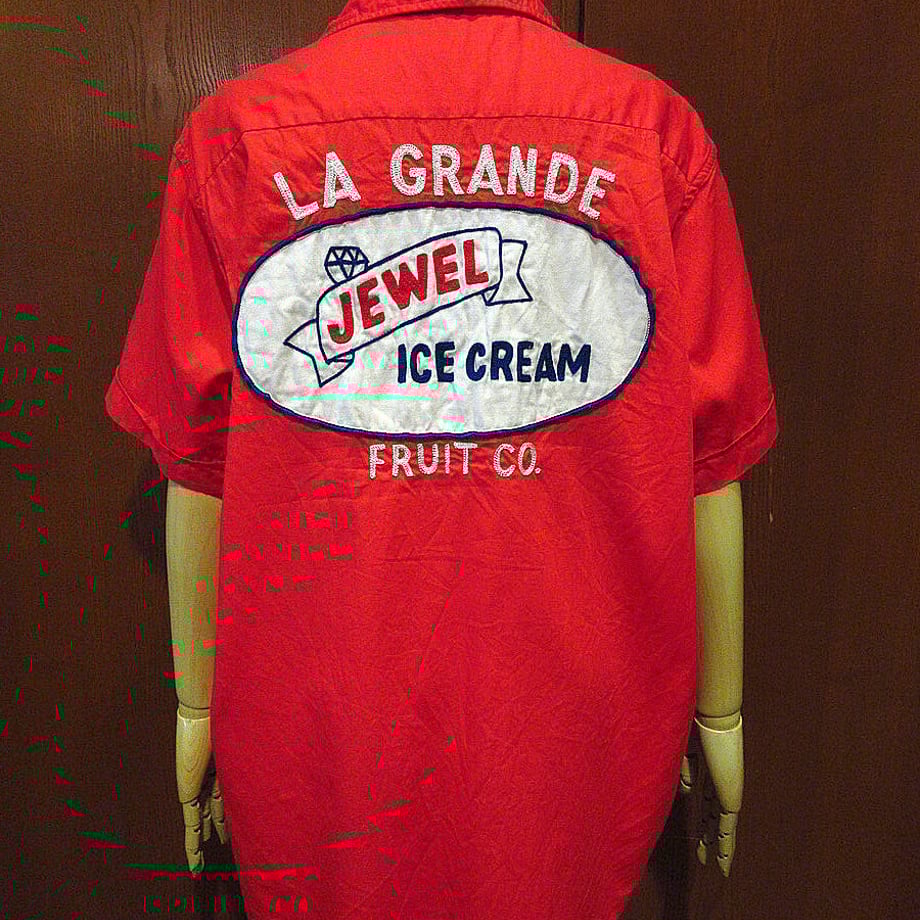 LA GRANDE
JEWEL
ICE CREAM
FRUIT CO.